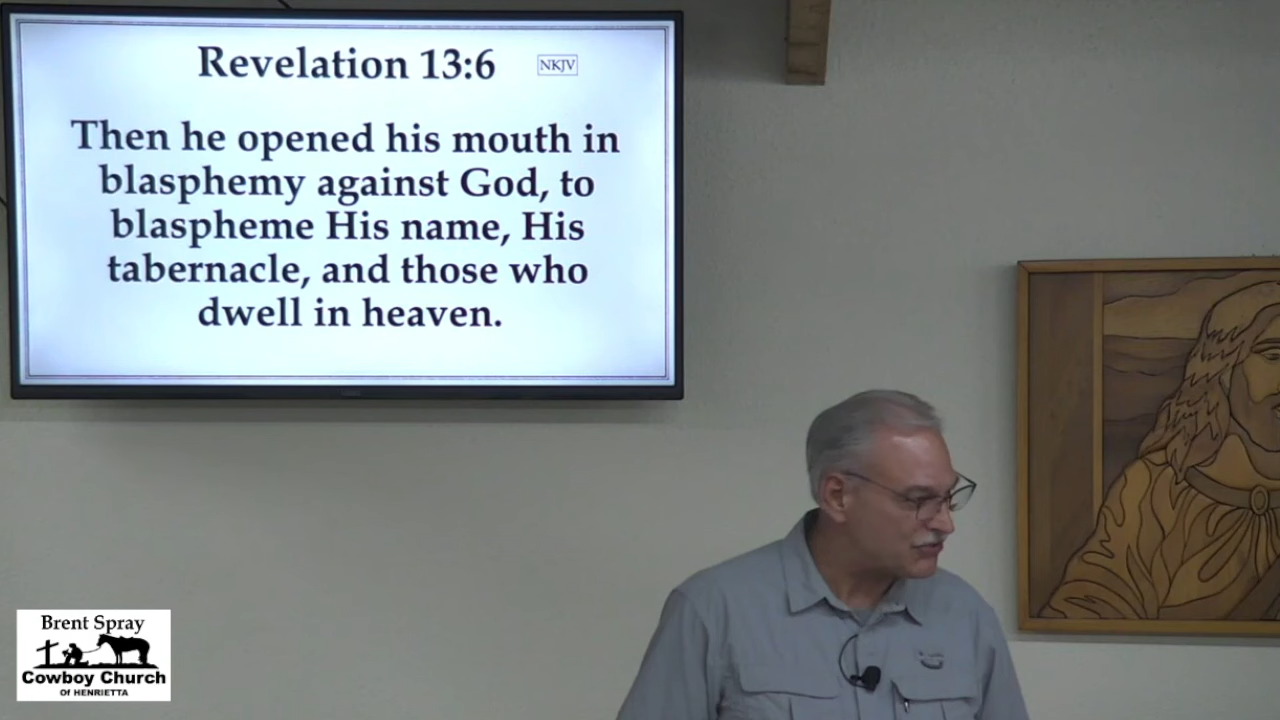 Revelation 13:6 NKJV
Then he opened his mouth in
blasphemy against God, to
blaspheme His name, His
tabernacle, and those who
dwell in heaven.
Brent Spray
Cowboy Church
OF HENRIETTA